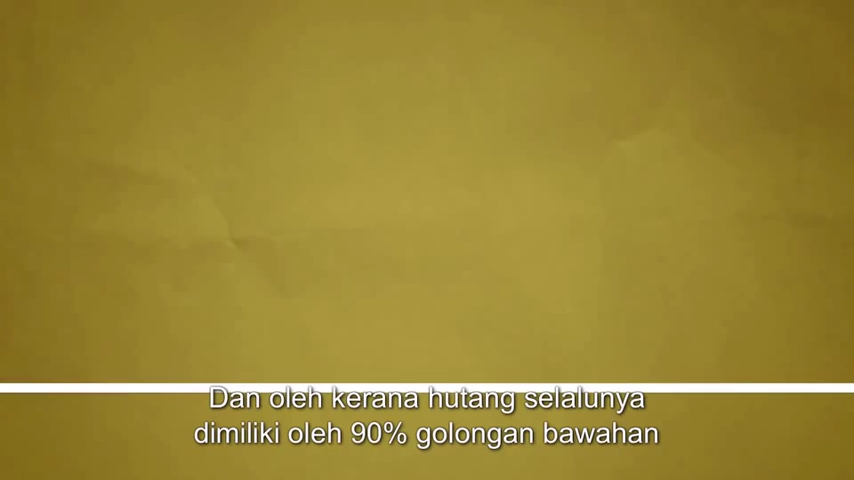 Dan oleh kerana hutang selalunya
dimiliki oleh 90% golongan bawahan